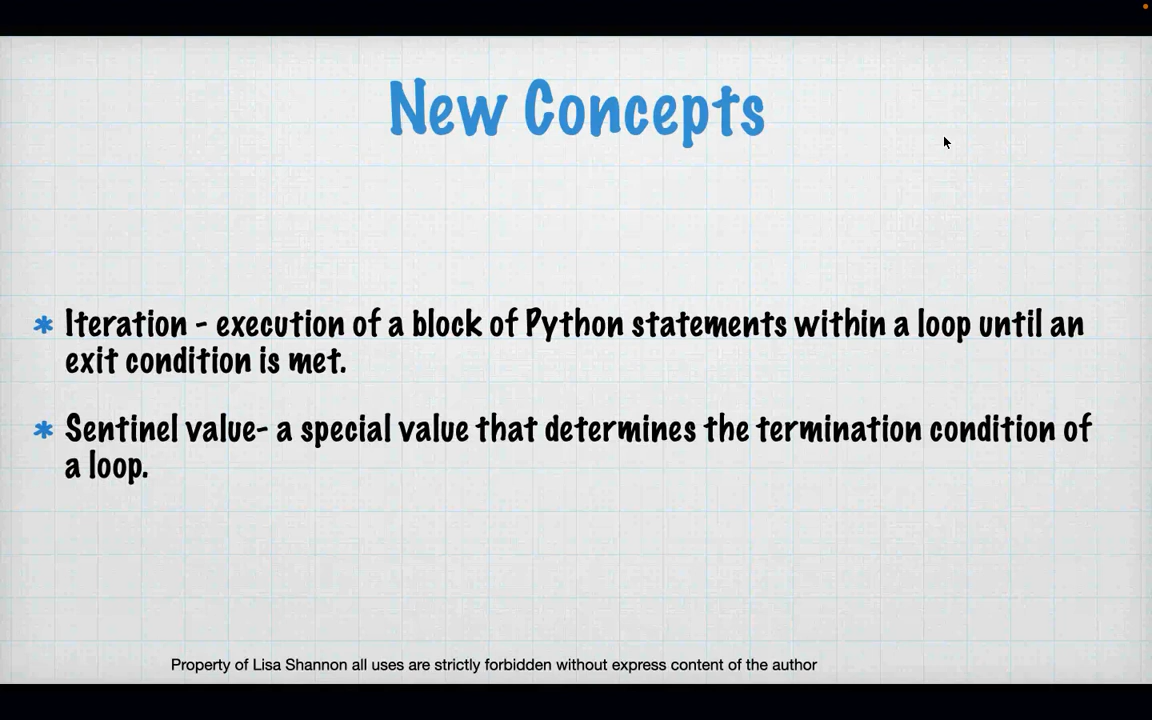 New Concepts
* Iteration - execution of a block of Python statements within a loop until an
exit condition is met.
* Sentinel value- a special value that determines the termination condition of
a loop.
Property of Lisa Shannon all uses are strictly forbidden without express content of the author